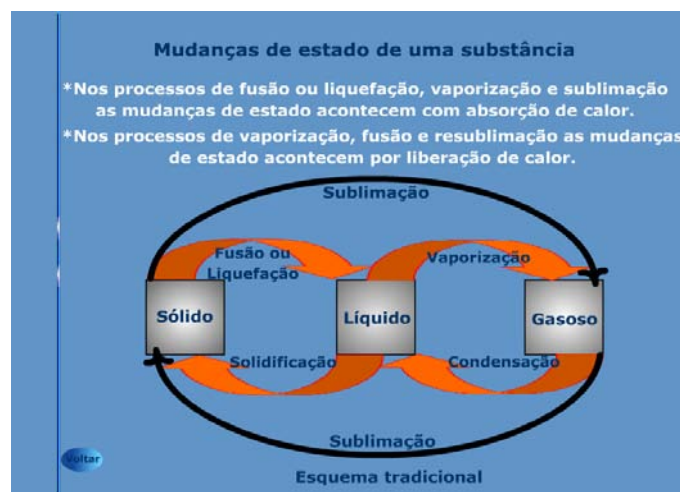 Mudanças de estado de uma substância
*Nos processos de fusão ou liquefação, vaporização e sublimação
as mudanças de estado acontecem com absorção de calor.
*Nos processos de vaporização, fusão e resublimação as mudanças
de estado acontecem por liberação de calor.
Sublimação
Fusão ou
Liquefação
Vaporização
Sólido
Líquido
Gasoso
Solidificação
Condensação
Sublimação
Voltar
Esquema tradicional